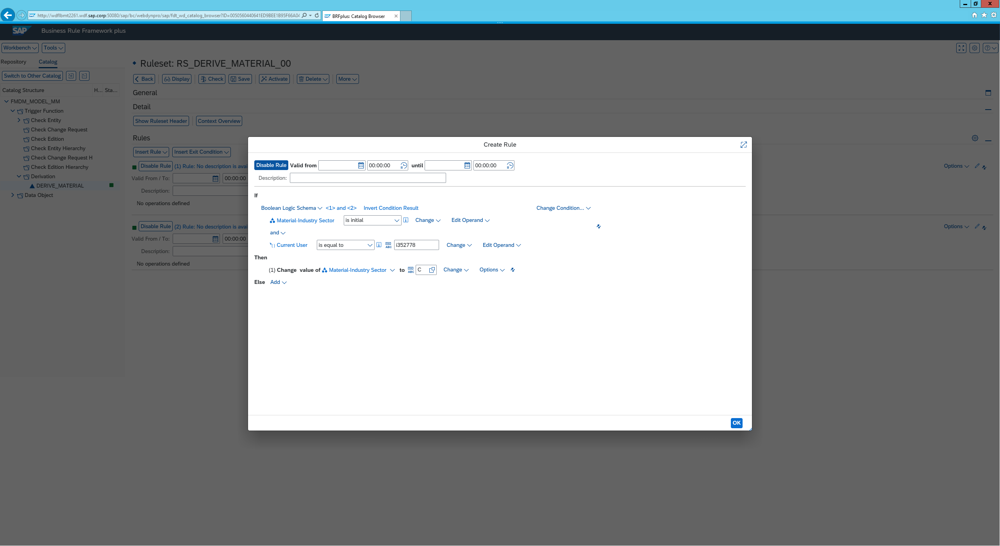 http://wdflbmt2261.wdf.sap.corp:50080/sap/bc/webdynpro/sap/fdt_wd_catalog_browser?ID=0050560440641ED9BEE1B95F66A04
SAP BRFplus: Catalog Browser
SAP Business Rule Framework plus
Workbench Tools
Repository Catalog
Switch to Other Catalog
Catalog Structure H... Sta...
FMDM_MODEL_MM
Trigger Function
Check Entity
Check Change Request
Check Edition
Check Entity Hierarchy
Check Change Request H
Check Edition Hierarchy
Derivation
DERIVE_MATERIAL
Data Object
Ruleset: RS_DERIVE_MATERIAL_00
Back Display Check Save Activate Delete More
General
Detail
Show Ruleset Header Context Overview
Rules
Insert Rule Insert Exit Condition
Disable Rule (1) Rule: No description is avai Options
Valid From / To: 00:00:00
Description:
No operations defined
Disable Rule (2) Rule: No description is avai Options
Valid From / To: 00:00:00
Description:
No operations defined
Create Rule
Disable Rule Valid from 00:00:00 until 00:00:00
Description:
If
Boolean Logic Schema <1> and <2> Invert Condition Result Change Condition...
Material-Industry Sector is initial Change Edit Operand
and
Current User is equal to ABC i352778 Change Edit Operand
Then
(1) Change value of Material-Industry Sector to ABC C Change Options
Else Add
OK